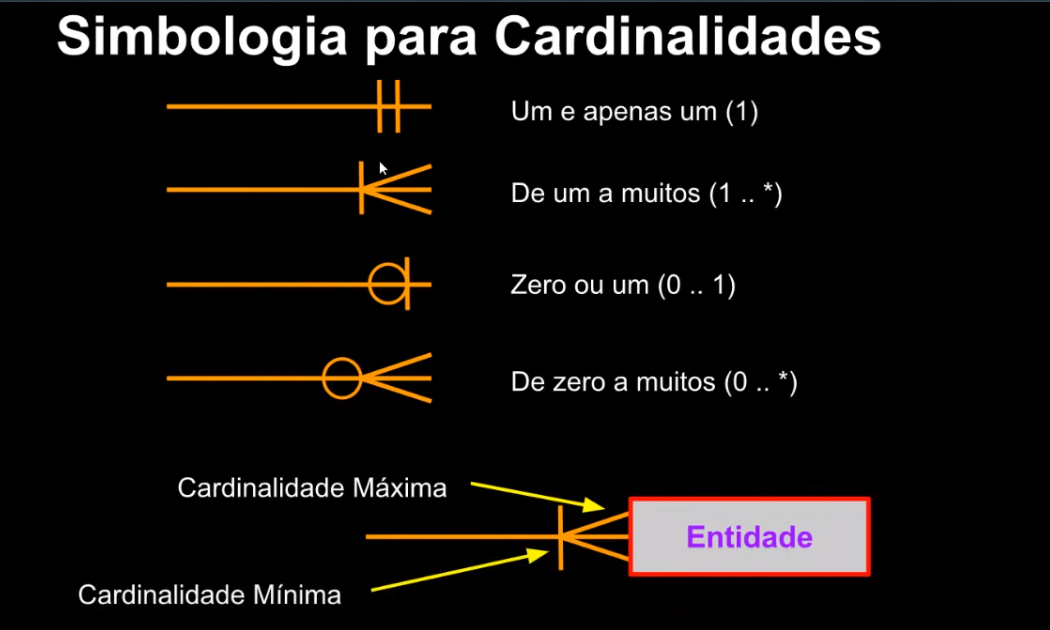 Simbologia para Cardinalidades
Um e apenas um (1)
De um a muitos (1 .. *)
Zero ou um (0 .. 1)
De zero a muitos (0 .. *)
Cardinalidade Máxima
Entidade
Cardinalidade Mínima